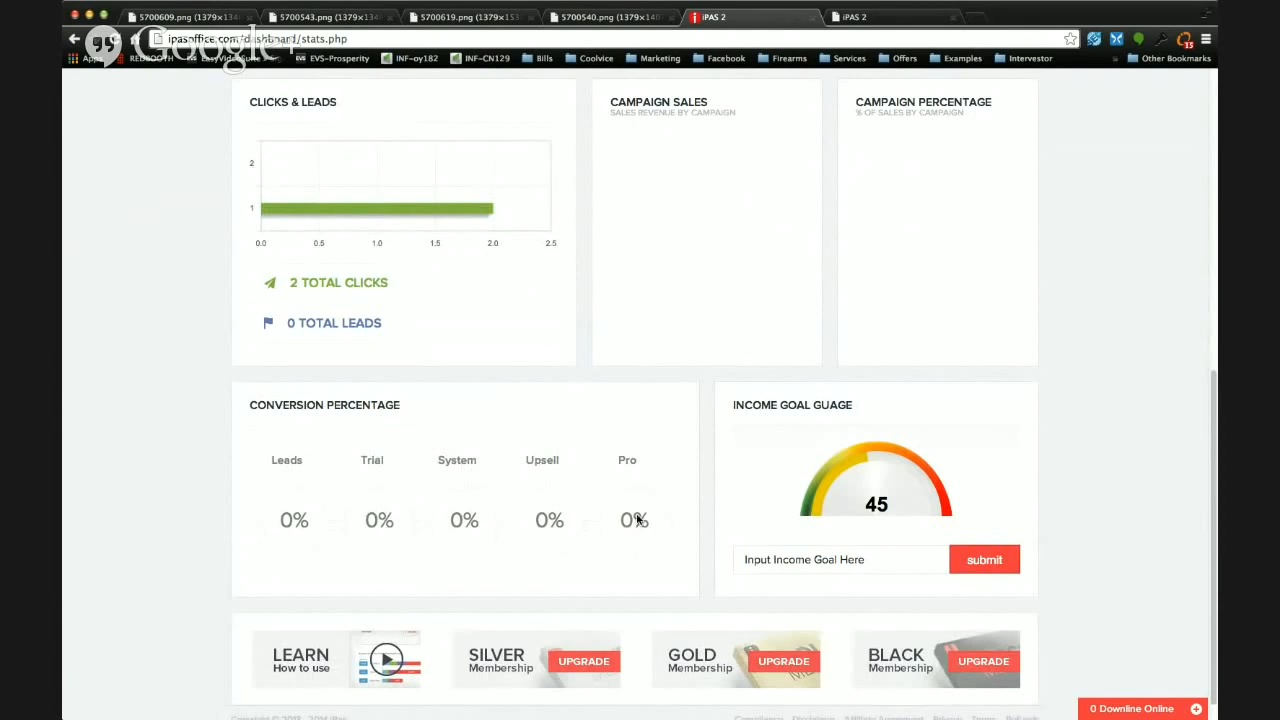 5700609.png (1379×134 5700543.png (1379×134 5700619.png (1379×153 5700540.png (1379×140 iPAS 2 iPAS 2
Google+
ipasoffice.com/dashboard/stats.php
Apps REDBOOTH EasyVideoSuite EVS-Prosperity INF-oy182 INF-CN129 Bills Coolvice Marketing Facebook Firearms Services Offers Examples Intervestor » Other Bookmarks
15
CLICKS & LEADS
2
1
0.0 0.5 1.0 1.5 2.0 2.5
2 TOTAL CLICKS
0 TOTAL LEADS
CAMPAIGN SALES
SALES REVENUE BY CAMPAIGN
CAMPAIGN PERCENTAGE
% OF SALES BY CAMPAIGN
CONVERSION PERCENTAGE
Leads Trial System Upsell Pro
0% 0% 0% 0% 0%
INCOME GOAL GUAGE
45
Input Income Goal Here submit
LEARN
How to use
SILVER
Membership
UPGRADE
GOLD
Membership
UPGRADE
BLACK
Membership
UPGRADE
0 Downline Online